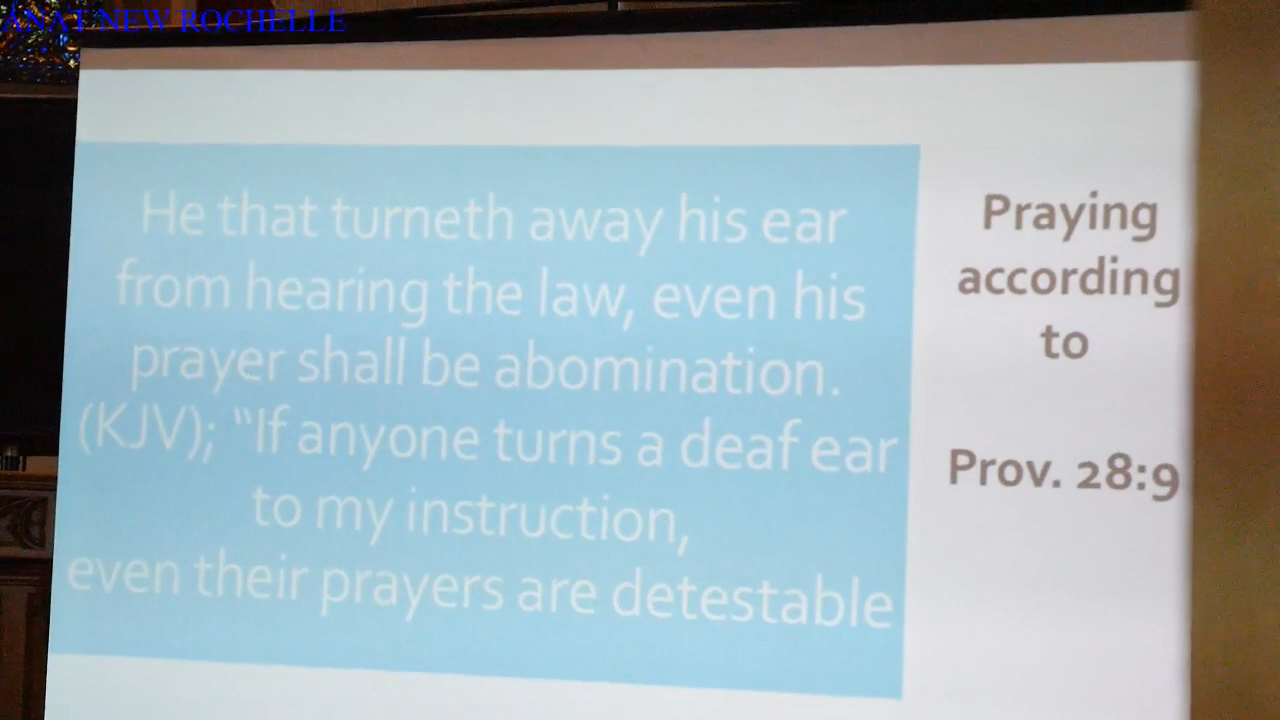 ANAT NEW ROCHELLE
He that turneth away his ear
from hearing the law, even his
prayer shall be abomination.
(KJV); “If anyone turns a deaf ear
to my instruction,
even their prayers are detestable
Praying
according
to
Prov. 28:9